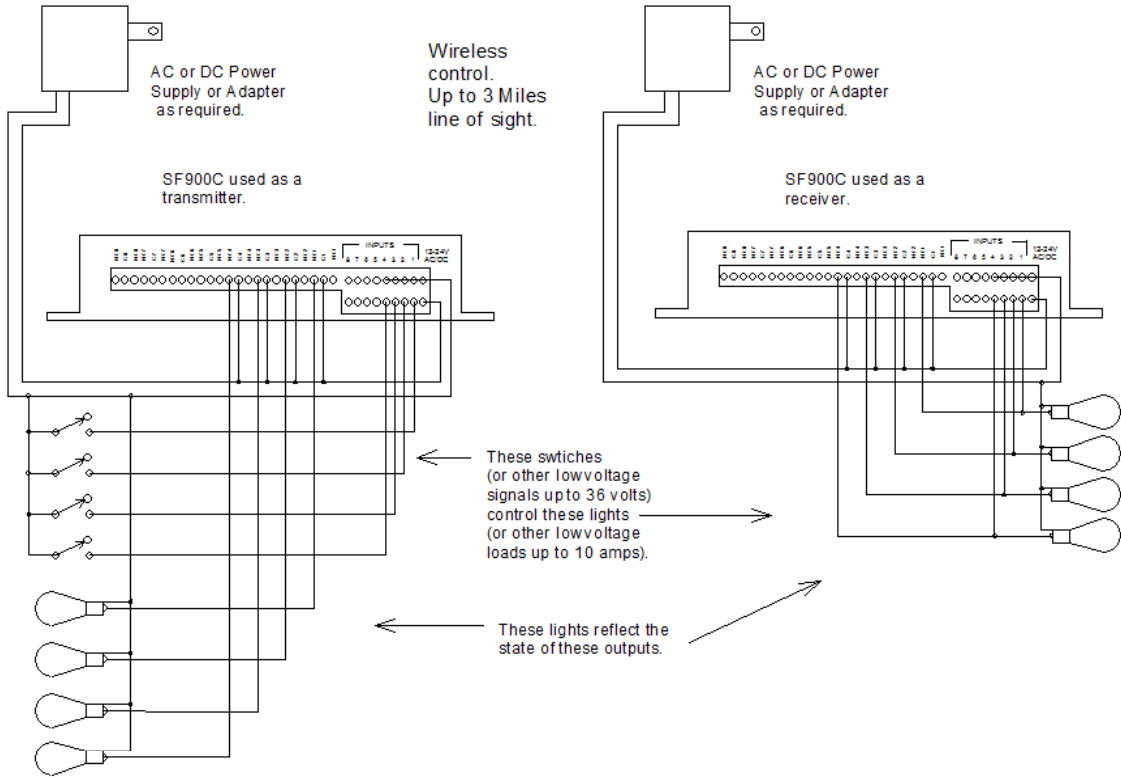 AC or DC Power
Supply or Adapter
as required.
Wireless
control.
Up to 3 Miles
line of sight.
AC or DC Power
Supply or Adapter
as required.
SF900C used as a
transmitter.
SF900C used as a
receiver.
INPUTS
8 7 6 5 4 3 2 1
12-24V
AC/DC
INPUTS
8 7 6 5 4 3 2 1
12-24V
AC/DC
These swtiches
(or other low voltage
signals up to 36 volts)
control these lights
(or other low voltage
loads up to 10 amps).
These lights reflect the
state of these outputs.